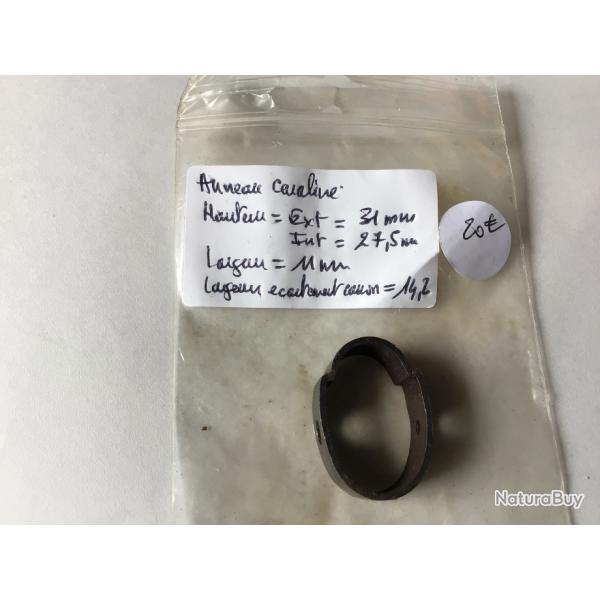 Anneau carabine
Hauteur = Ext = 31 mm
Int = 27,5 mm
Largeur = 11 mm
Largeur ecartement canon = 14,2
20€
NaturaBuy